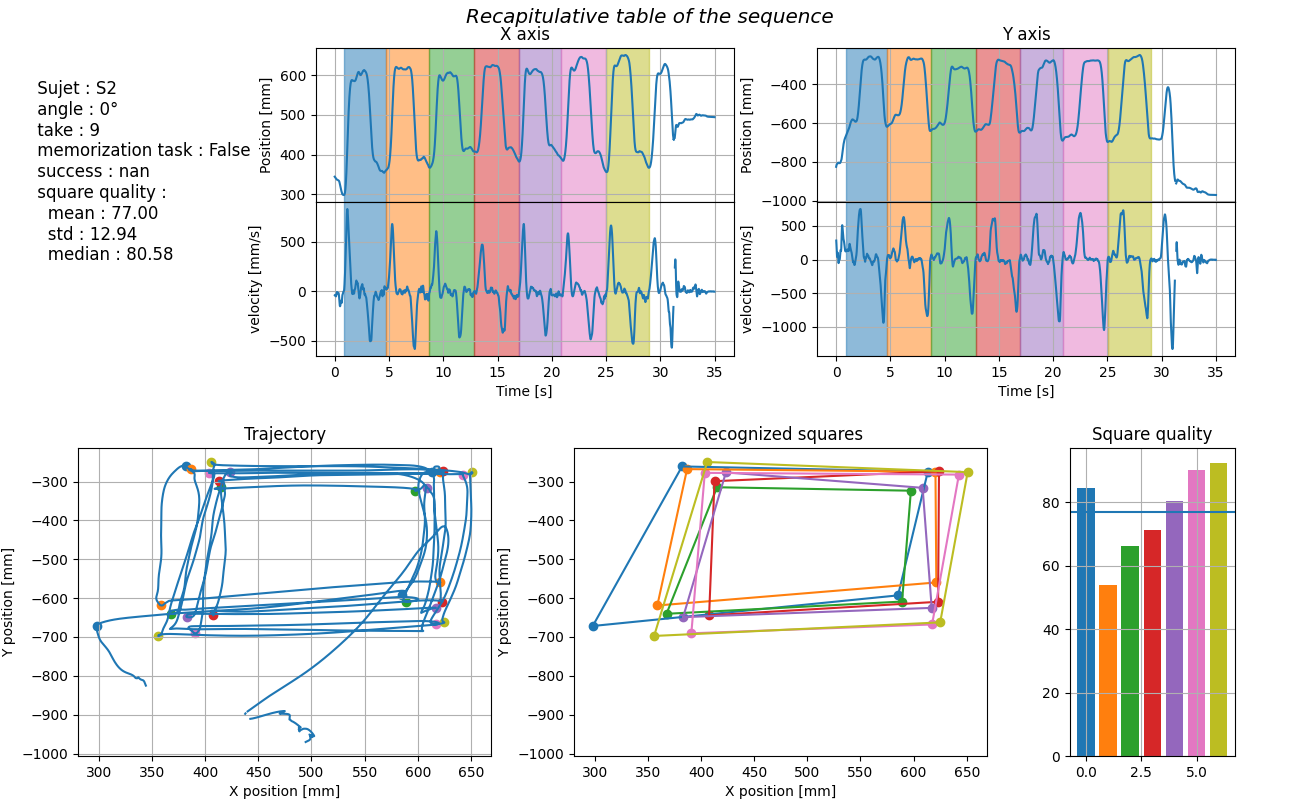 Recapitulative table of the sequence
X axis
Y axis
Sujet : S2
angle : 0°
take : 9
memorization task : False
success : nan
square quality :
mean : 77.00
std : 12.94
median : 80.58
Position [mm]
600
500
400
300
velocity [mm/s]
500
0
−500
0 5 10 15 20 25 30 35
Time [s]
Position [mm]
−400
−600
−800
−1000
velocity [mm/s]
500
0
−500
−1000
0 5 10 15 20 25 30 35
Time [s]
Trajectory
Y position [mm]
−300
−400
−500
−600
−700
−800
−900
−1000
300 350 400 450 500 550 600 650
X position [mm]
Recognized squares
Y position [mm]
−300
−400
−500
−600
−700
−800
−900
−1000
300 350 400 450 500 550 600 650
X position [mm]
Square quality
80
60
40
20
0
0.0 2.5 5.0